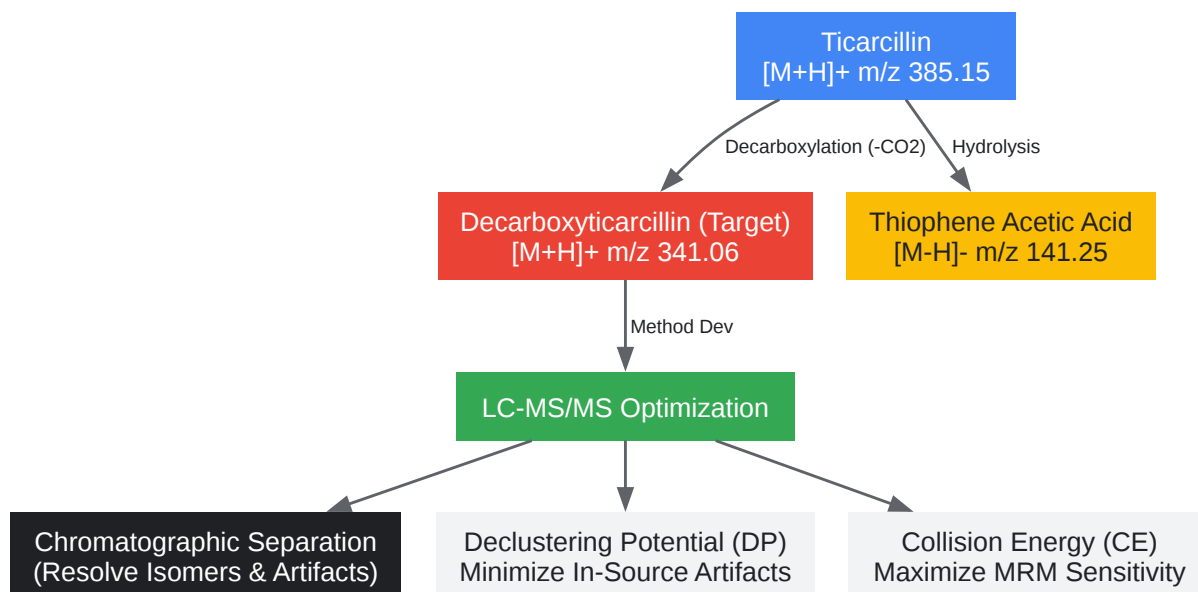 Ticarcillin
[M+H]+ m/z 385.15
Decarboxylation (-CO2)
Hydrolysis
Decarboxyticarcillin (Target)
[M+H]+ m/z 341.06
Thiophene Acetic Acid
[M-H]- m/z 141.25
Method Dev
LC-MS/MS Optimization
Chromatographic Separation
(Resolve Isomers & Artifacts)
Declustering Potential (DP)
Minimize In-Source Artifacts
Collision Energy (CE)
Maximize MRM Sensitivity